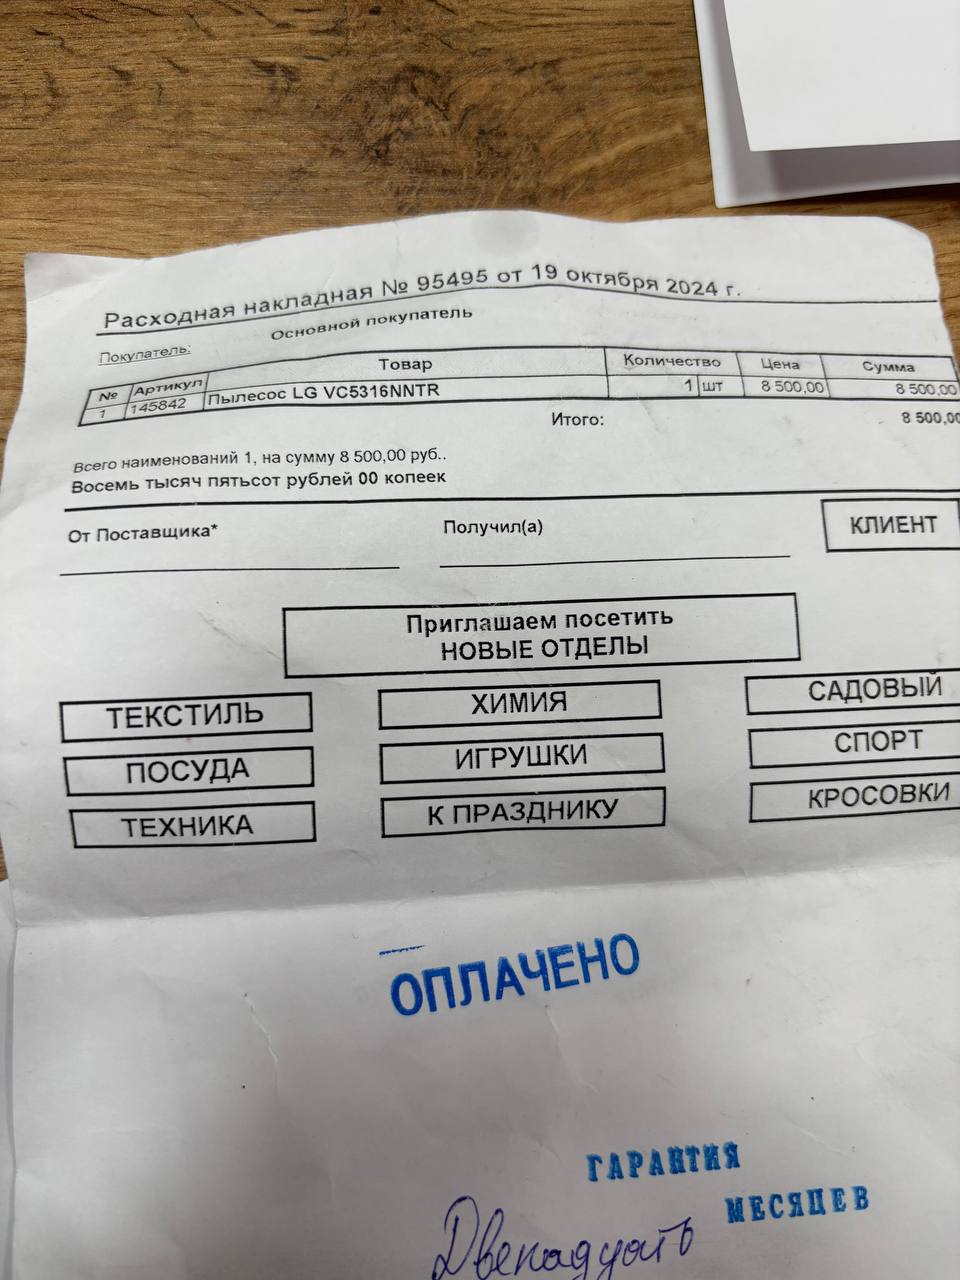 Расходная накладная № 95495 от 19 октября 2024 г.
Покупатель: Основной покупатель
№ Артикул Товар Количество Цена Сумма
1 145842 Пылесос LG VC5316NNTR 1 шт 8 500,00 8 500,00
Итого: 8 500,00
Всего наименований 1, на сумму 8 500,00 руб..
Восемь тысяч пятьсот рублей 00 копеек
От Поставщика* Получил(а) КЛИЕНТ
Приглашаем посетить
НОВЫЕ ОТДЕЛЫ
ТЕКСТИЛЬ ХИМИЯ САДОВЫЙ
ПОСУДА ИГРУШКИ СПОРТ
ТЕХНИКА К ПРАЗДНИКУ КРОСОВКИ
ОПЛАЧЕНО
ГАРАНТИЯ
МЕСЯЦЕВ
Двенадцать